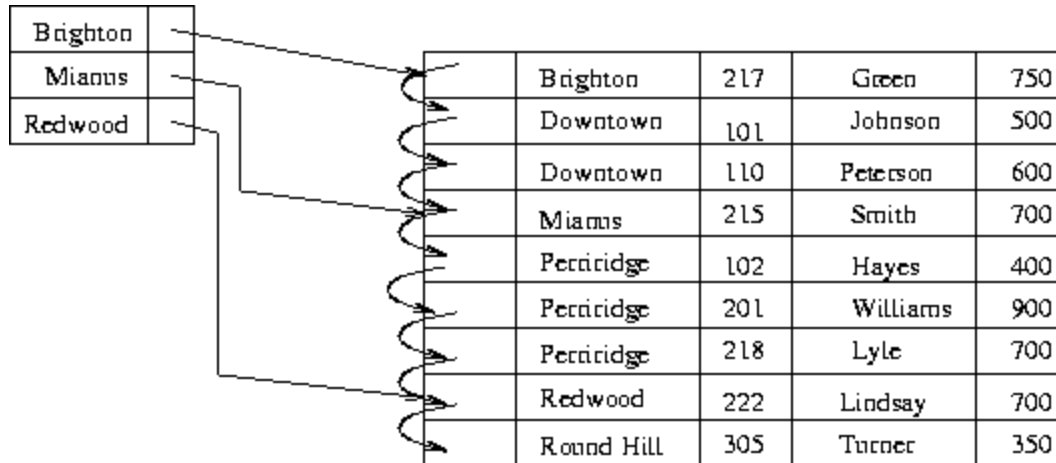 Brighton
Mianus
Redwood
Brighton 217 Green 750
Downtown 101 Johnson 500
Downtown 110 Peterson 600
Mianus 215 Smith 700
Perriridge 102 Hayes 400
Perriridge 201 Williams 900
Perriridge 218 Lyle 700
Redwood 222 Lindsay 700
Round Hill 305 Turner 350